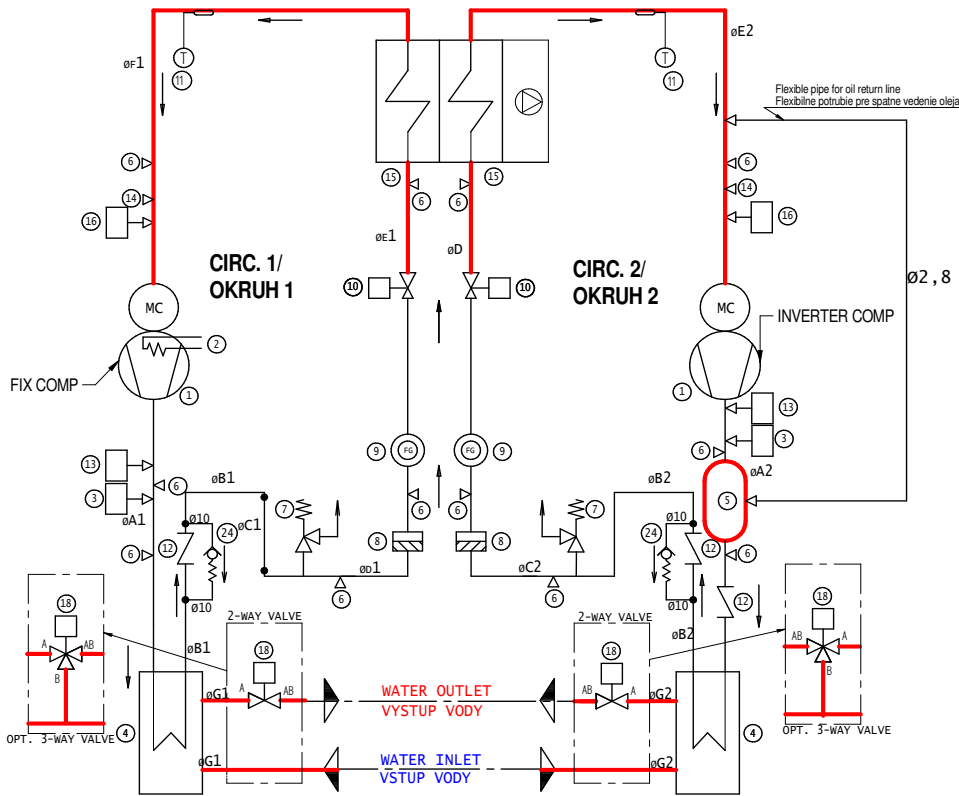 øE2
T
11
T
11
øF1
Flexible pipe for oil return line
Flexibilne potrubie pre spatne vedenie oleja
6
14
16
15
6
15
6
6
14
16
øE1
øD
CIRC. 1/
OKRUH 1
CIRC. 2/
OKRUH 2
Ø2,8
10
10
MC
MC
2
FIX COMP
1
INVERTER COMP
1
13
3
6
9
FG
FG
9
13
3
øA1
6
6
øB1
øC1
Ø10
12
24
Ø10
7
8
6
øD1
6
6
8
7
øC2
6
øB2
Ø10
24
12
Ø10
øA2
5
6
12
18
A
AB
B
OPT. 3-WAY VALVE
4
øB1
2-WAY VALVE
18
A
AB
øG1
øG1
WATER OUTLET
VYSTUP VODY
WATER INLET
VSTUP VODY
2-WAY VALVE
18
AB
A
øG2
øG2
øB2
4
18
AB
A
B
OPT. 3-WAY VALVE